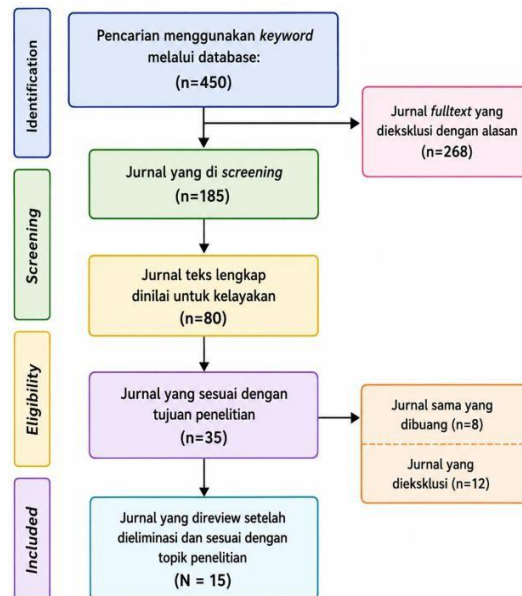 Identification
Pencarian menggunakan keyword
melalui database:
(n=450)
Jurnal fulltext yang
dieksklusi dengan alasan
(n=268)
Screening
Jurnal yang di screening
(n=185)
Jurnal teks lengkap
dinilai untuk kelayakan
(n=80)
Eligibility
Jurnal yang sesuai dengan
tujuan penelitian
(n=35)
Jurnal sama yang
dibuang (n=8)
Jurnal yang
dieksklusi (n=12)
Included
Jurnal yang direview setelah
dieliminasi dan sesuai dengan
topik penelitian
(N = 15)